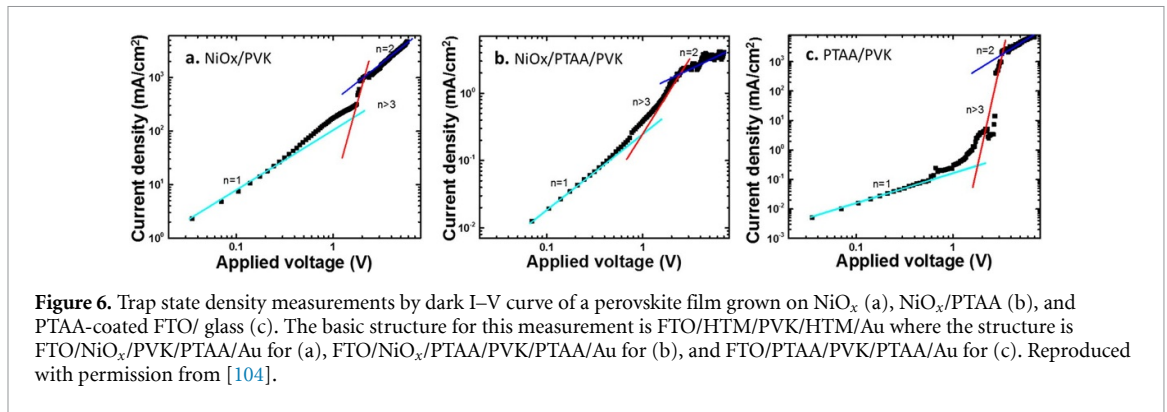 a. NiOx/PVK
n=2
n>3
n=1
Current density (mA/cm²)
10³
10²
10¹
10⁰
0.1
1
Applied voltage (V)
b. NiOx/PTAA/PVK
n=2
n>3
n=1
Current density (mA/cm²)
10⁰
10⁻¹
10⁻²
0.1
1
Applied voltage (V)
c. PTAA/PVK
n=2
n>3
n=1
Current density (mA/cm²)
10³
10²
10¹
10⁰
10⁻¹
10⁻²
10⁻³
0.1
1
Applied voltage (V)
Figure 6. Trap state density measurements by dark I–V curve of a perovskite film grown on NiOₓ (a), NiOₓ/PTAA (b), and
PTAA-coated FTO/ glass (c). The basic structure for this measurement is FTO/HTM/PVK/HTM/Au where the structure is
FTO/NiOₓ/PVK/PTAA/Au for (a), FTO/NiOₓ/PTAA/PVK/PTAA/Au for (b), and FTO/PTAA/PVK/PTAA/Au for (c). Reproduced
with permission from [104].